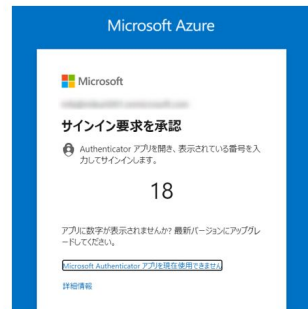 Microsoft Azure
Microsoft
サインイン要求を承認
Authenticator アプリを開き、表示されている番号を入
力してサインインします。
18
アプリに数字が表示されませんか? 最新バージョンにアップグレ
ードしてください。
Microsoft Authenticator アプリを現在使用できません
詳細情報